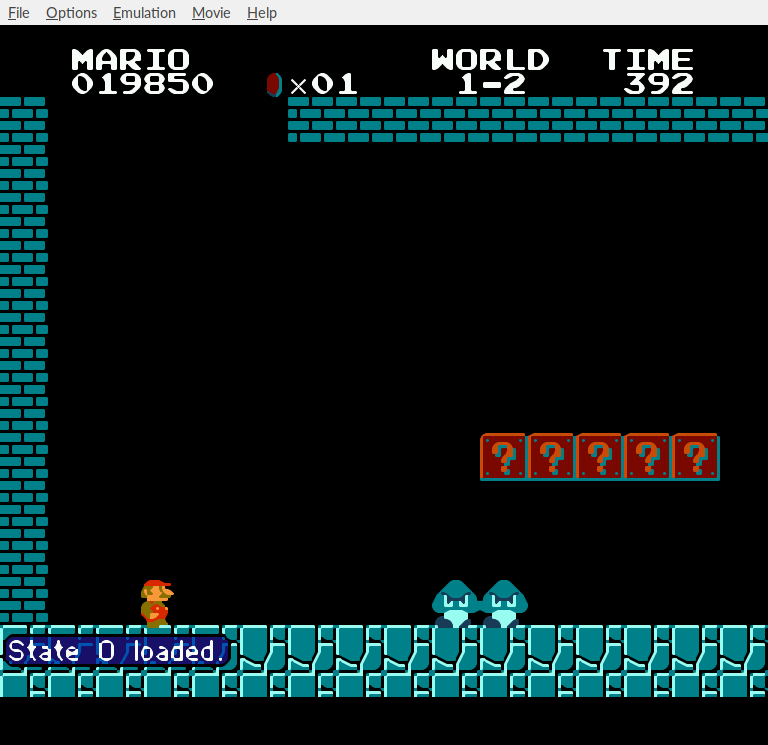 File Options Emulation Movie Help
MARIO WORLD TIME
019850 ×01 1-2 392
? ? ? ? ?
State 0 loaded.